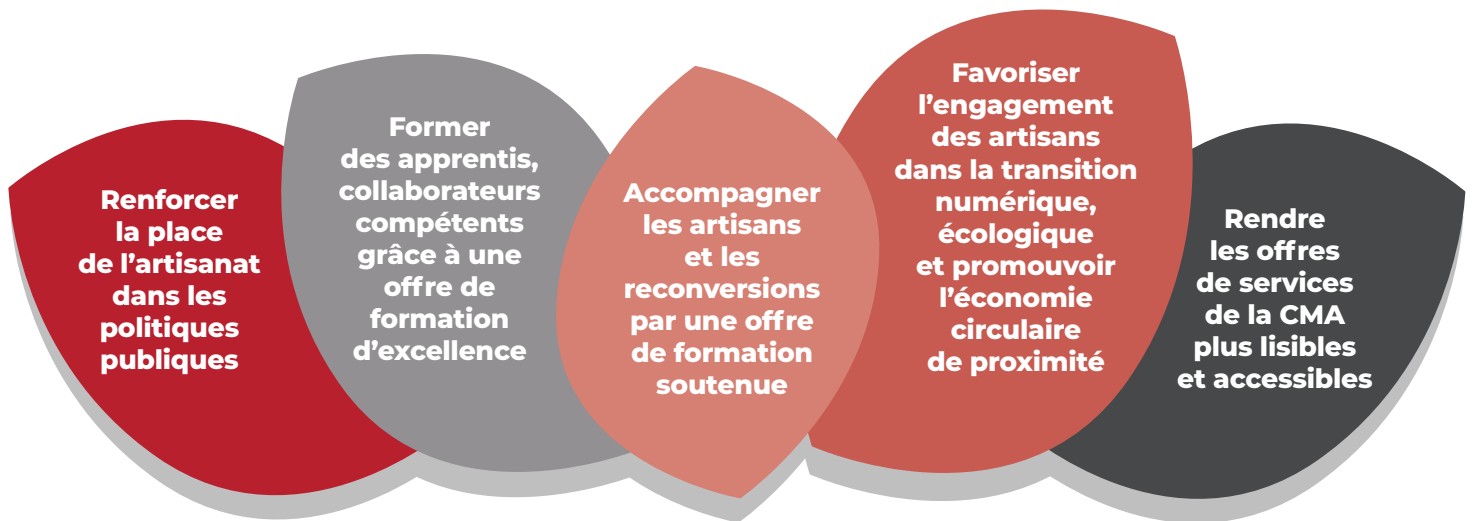 Renforcer
la place
de l’artisanat
dans les
politiques
publiques
Former
des apprentis,
collaborateurs
compétents
grâce à une
offre de
formation
d’excellence
Accompagner
les artisans
et les
reconversions
par une offre
de formation
soutenue
Favoriser
l’engagement
des artisans
dans la transition
numérique,
écologique
et promouvoir
l’économie
circulaire
de proximité
Rendre
les offres
de services
de la CMA
plus lisibles
et accessibles